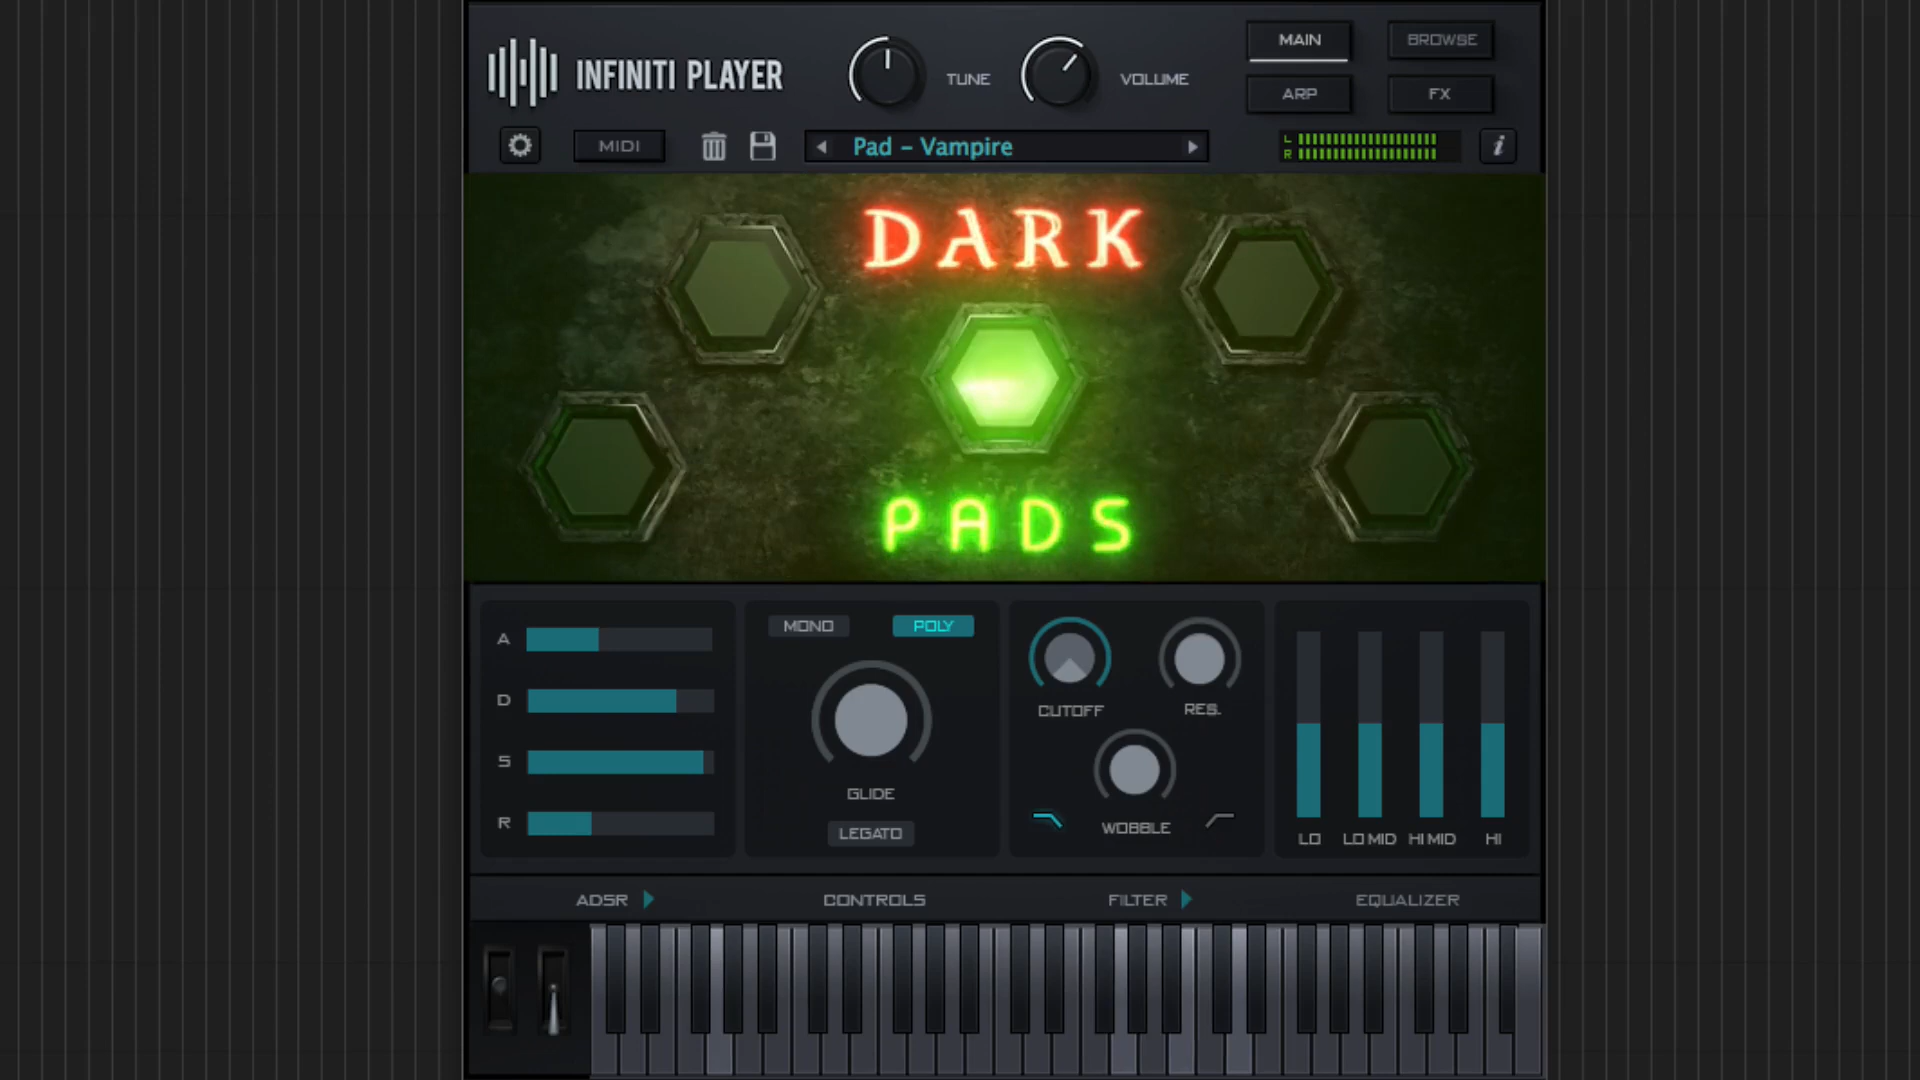 INFINITI PLAYER
TUNE
VOLUME
MAIN
BROWSE
ARP
FX
MIDI
Pad - Vampire
L
R
i
DARK
PADS
A
D
S
R
MONO
POLY
GLIDE
LEGATO
CUTOFF
RES.
WOBBLE
LO
LO MID
HI MID
HI
ADSR
CONTROLS
FILTER
EQUALIZER